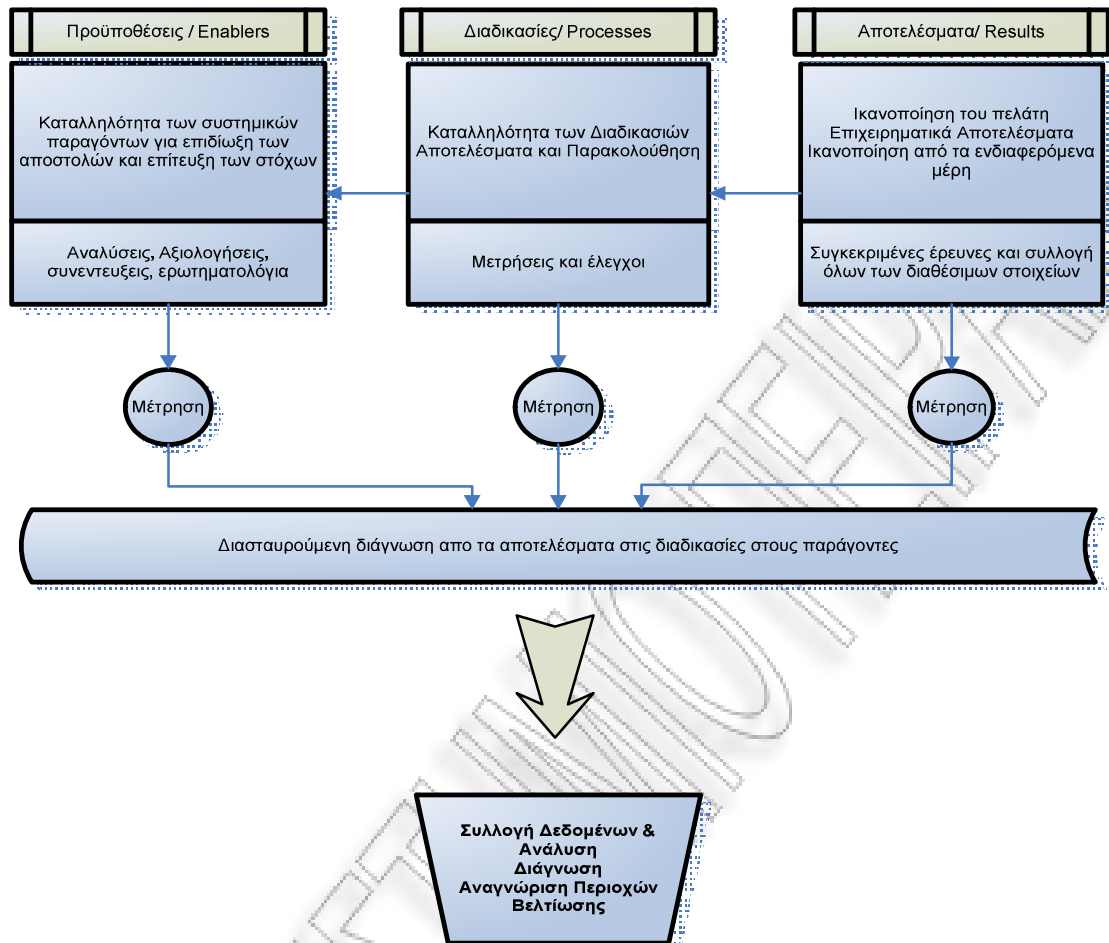 Προϋποθέσεις / Enablers
Διαδικασίες/ Processes
Αποτελέσματα/ Results
Καταλληλότητα των συστημικών
παραγόντων για επιδίωξη των
αποστολών και επίτευξη των στόχων
Αναλύσεις, Αξιολογήσεις,
συνεντευξεις, ερωτηματολόγια
Καταλληλότητα των Διαδικασιών
Αποτελέσματα και Παρακολούθηση
Μετρήσεις και έλεγχοι
Ικανοποίηση του πελάτη
Επιχειρηματικά Αποτελέσματα
Ικανοποίηση από τα ενδιαφερόμενα
μέρη
Συγκεκριμένες έρευνες και συλλογή
όλων των διαθέσιμων στοιχείων
Μέτρηση
Μέτρηση
Μέτρηση
Διασταυρούμενη διάγνωση απο τα αποτελέσματα στις διαδικασίες στους παράγοντες
Συλλογή Δεδομένων &
Ανάλυση
Διάγνωση
Αναγνώριση Περιοχών
Βελτίωσης